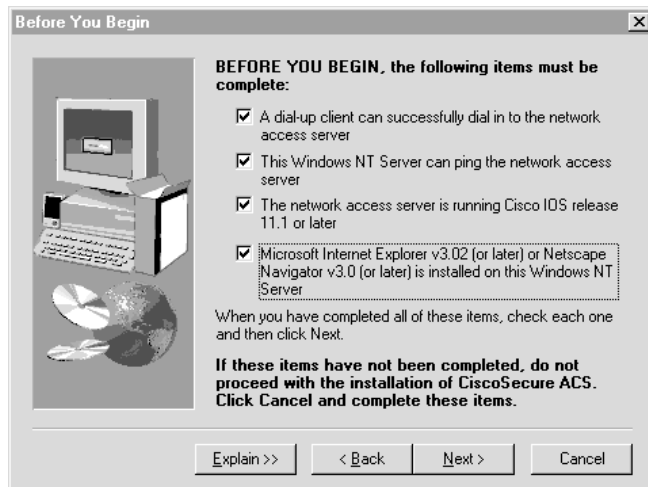 Before You Begin
BEFORE YOU BEGIN, the following items must be
complete:
A dial-up client can successfully dial in to the network
access server
This Windows NT Server can ping the network access
server
The network access server is running Cisco IOS release
11.1 or later
Microsoft Internet Explorer v3.02 (or later) or Netscape
Navigator v3.0 (or later) is installed on this Windows NT
Server
When you have completed all of these items, check each one
and then click Next.
If these items have not been completed, do not
proceed with the installation of CiscoSecure ACS.
Click Cancel and complete these items.
Explain >>
< Back
Next >
Cancel